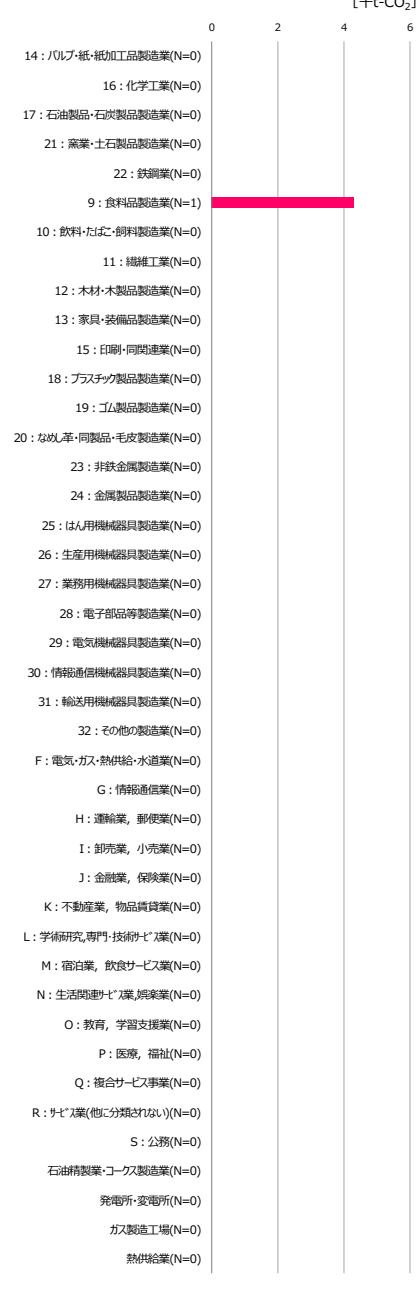 [千t-CO₂]
0 2 4 6
14：パルプ・紙・紙加工品製造業(N=0)
16：化学工業(N=0)
17：石油製品・石炭製品製造業(N=0)
21：窯業・土石製品製造業(N=0)
22：鉄鋼業(N=0)
9：食料品製造業(N=1)
10：飲料・たばこ・飼料製造業(N=0)
11：繊維工業(N=0)
12：木材・木製品製造業(N=0)
13：家具・装備品製造業(N=0)
15：印刷・同関連業(N=0)
18：プラスチック製品製造業(N=0)
19：ゴム製品製造業(N=0)
20：なめし革・同製品・毛皮製造業(N=0)
23：非鉄金属製造業(N=0)
24：金属製品製造業(N=0)
25：はん用機械器具製造業(N=0)
26：生産用機械器具製造業(N=0)
27：業務用機械器具製造業(N=0)
28：電子部品等製造業(N=0)
29：電気機械器具製造業(N=0)
30：情報通信機械器具製造業(N=0)
31：輸送用機械器具製造業(N=0)
32：その他の製造業(N=0)
F：電気・ガス・熱供給・水道業(N=0)
G：情報通信業(N=0)
H：運輸業，郵便業(N=0)
I：卸売業，小売業(N=0)
J：金融業，保険業(N=0)
K：不動産業，物品賃貸業(N=0)
L：学術研究,専門・技術ｻｰﾋﾞｽ業(N=0)
M：宿泊業，飲食サービス業(N=0)
N：生活関連ｻｰﾋﾞｽ業,娯楽業(N=0)
O：教育，学習支援業(N=0)
P：医療，福祉(N=0)
Q：複合サービス事業(N=0)
R：ｻｰﾋﾞｽ業(他に分類されない)(N=0)
S：公務(N=0)
石油精製業・コークス製造業(N=0)
発電所・変電所(N=0)
ガス製造工場(N=0)
熱供給業(N=0)